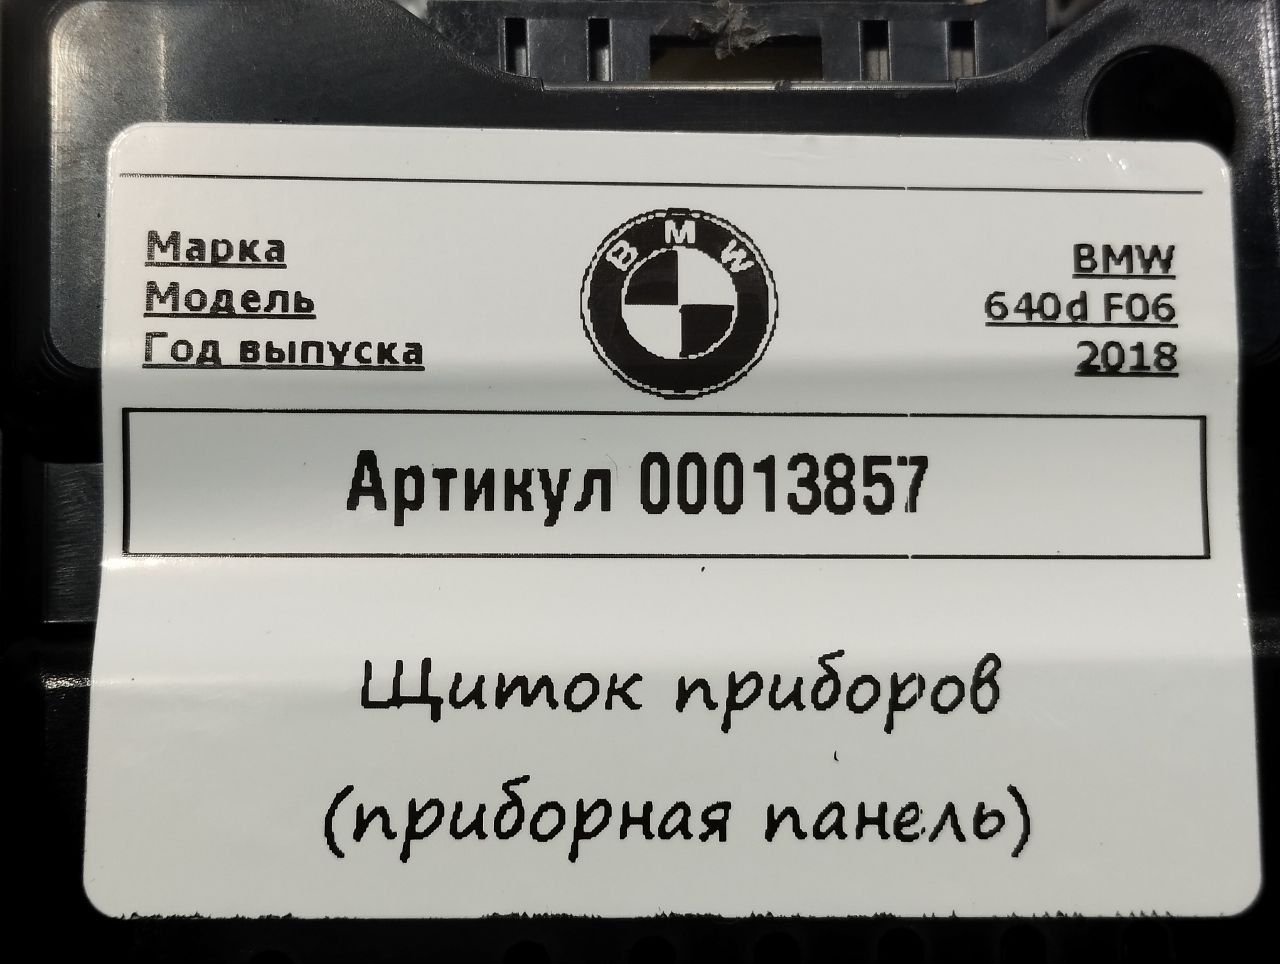 Марка BMW BMW
Модель 640d F06
Год выпуска 2018
Артикул 00013857
Щиток приборов
(приборная панель)